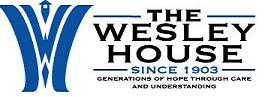 THE
WESLEY
HOUSE
SINCE 1903
GENERATIONS OF HOPE THROUGH CARE
AND UNDERSTANDING